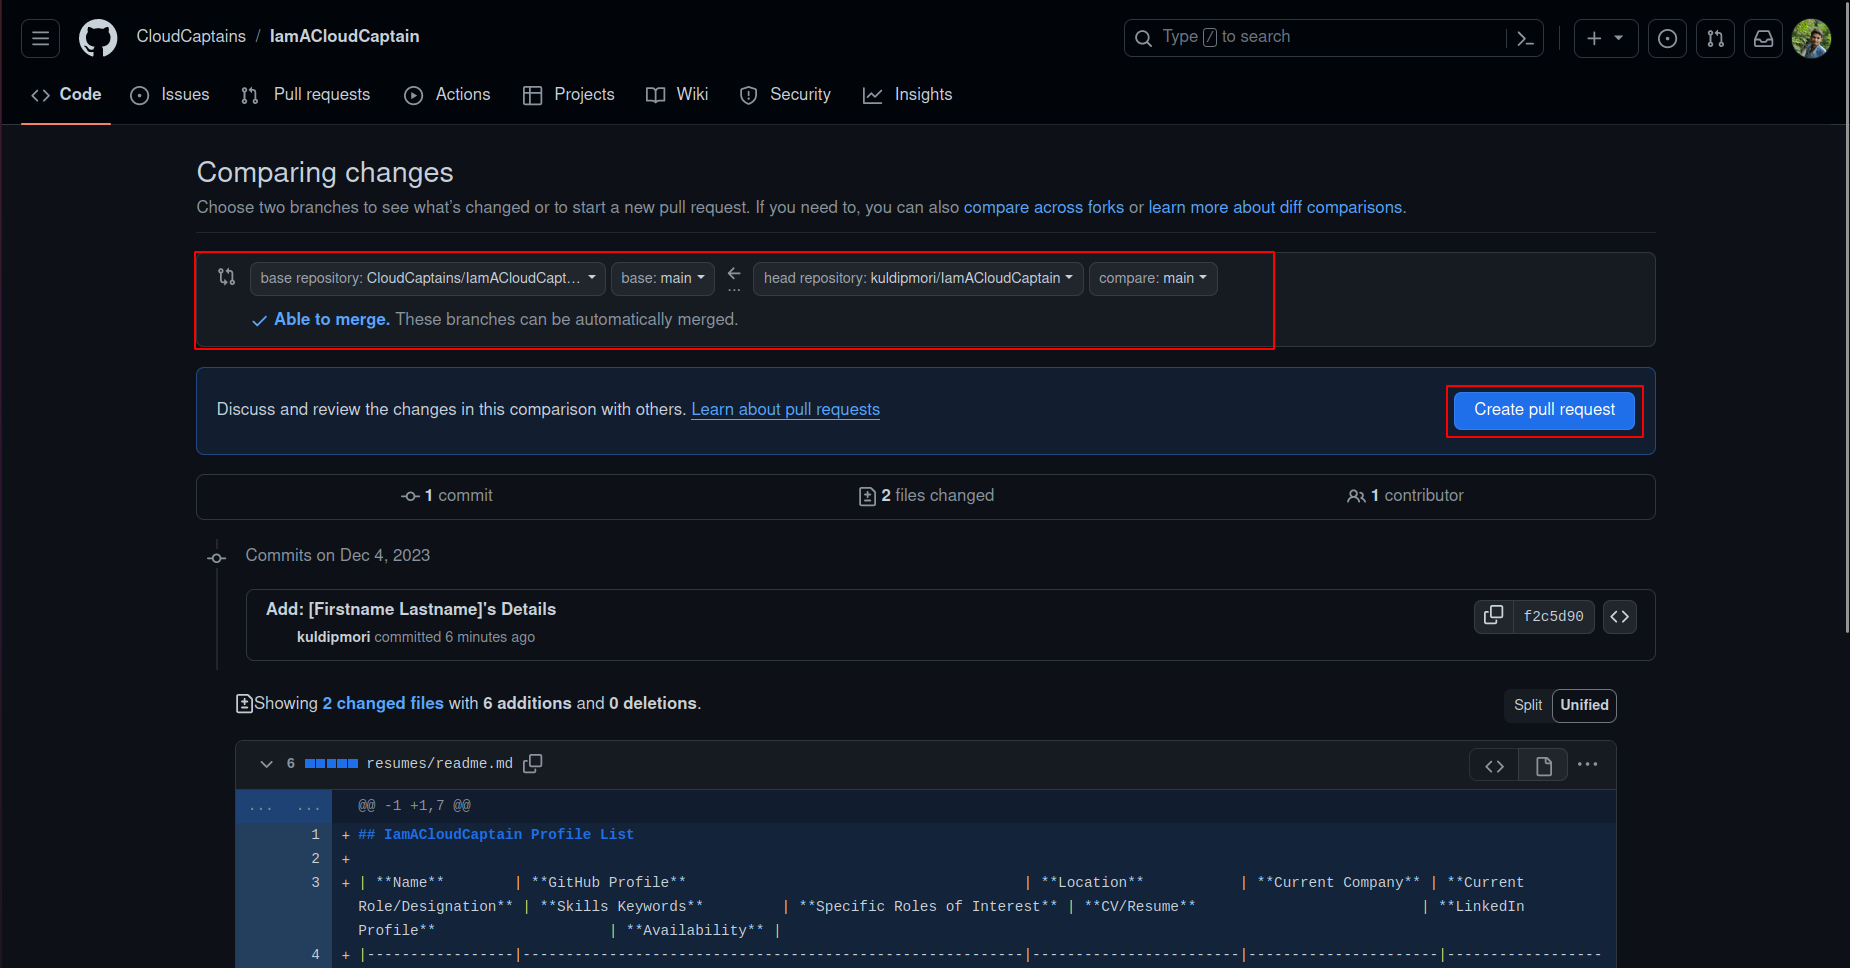 CloudCaptains / IamACloudCaptain
Type / to search
Code Issues Pull requests Actions Projects Wiki Security Insights
Comparing changes
Choose two branches to see what's changed or to start a new pull request. If you need to, you can also compare across forks or learn more about diff comparisons.
base repository: CloudCaptains/IamACloudCapt... base: main ← ... head repository: kuldipmori/IamACloudCaptain compare: main
Able to merge. These branches can be automatically merged.
Discuss and review the changes in this comparison with others. Learn about pull requests
Create pull request
1 commit 2 files changed 1 contributor
Commits on Dec 4, 2023
Add: [Firstname Lastname]'s Details
kuldipmori committed 6 minutes ago
f2c5d90
Showing 2 changed files with 6 additions and 0 deletions.
Split Unified
6 resumes/readme.md
... ... @@ -1 +1,7 @@
1 + ## IamACloudCaptain Profile List
2 +
3 + | **Name** | **GitHub Profile** | **Location** | **Current Company** | **Current
Role/Designation** | **Skills Keywords** | **Specific Roles of Interest** | **CV/Resume** | **LinkedIn
Profile** | **Availability** |
4 + |-----------------|----------------------------------------------------------|------------------------|----------------------|------------------